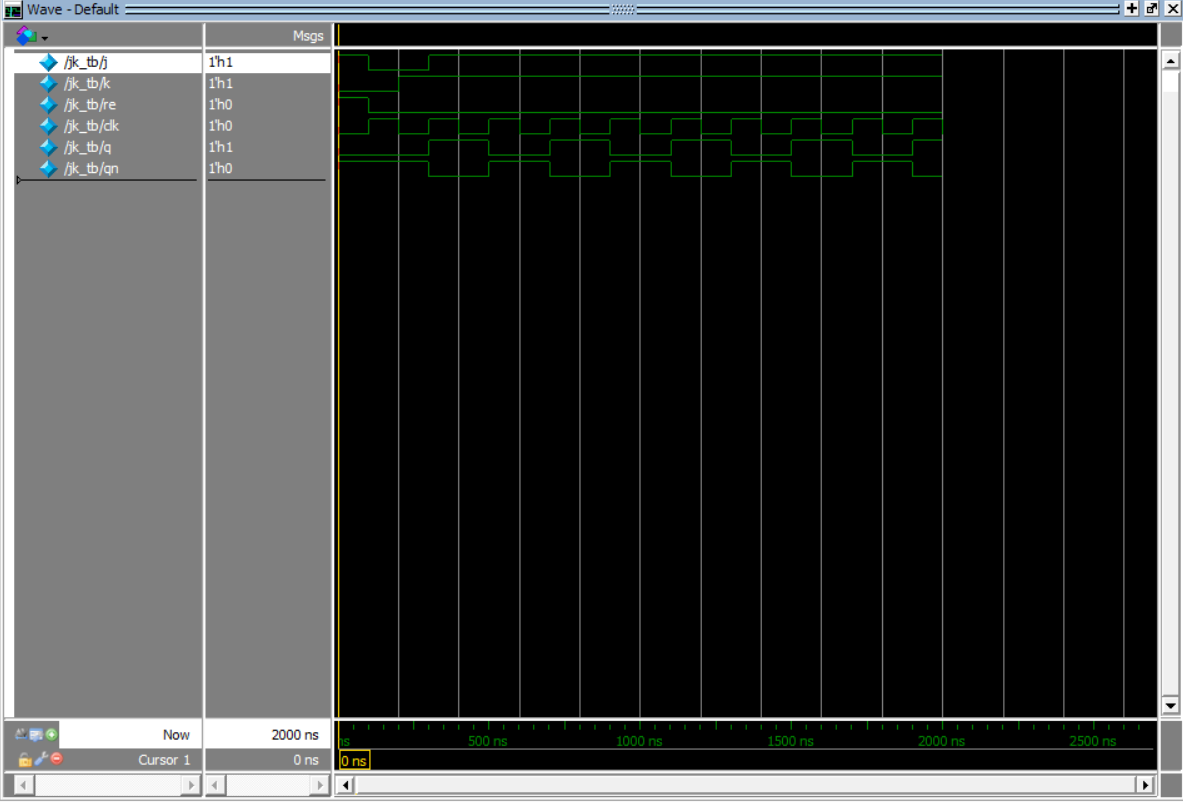 Wave - Default
Msgs
/jk_tb/j 1'h1
/jk_tb/k 1'h1
/jk_tb/re 1'h0
/jk_tb/clk 1'h0
/jk_tb/q 1'h1
/jk_tb/qn 1'h0
Now 2000 ns
ns 500 ns 1000 ns 1500 ns 2000 ns 2500 ns
Cursor 1 0 ns 0 ns